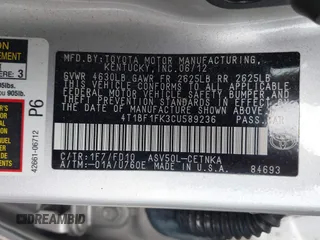 MFD. BY: TOYOTA MOTOR MANUFACTURING,
KENTUCKY, INC. 06/12
GVWR 4630LB GAWR FR 2625LB RR 2625LB
THIS VEHICLE CONFORMS TO ALL APPLICABLE
FEDERAL MOTOR VEHICLE SAFETY, BUMPER, AND
THEFT PREVENTION STANDARDS IN EFFECT ON
THE DATE OF MANUFACTURE SHOWN ABOVE.
4T1BF1FK3CU589236 PASS.
C/TR: 1F7/FD10 ASV50L-CETNKA
A/TM: -01A/U760E MADE IN U.S.A.
84693
P6
42661-06712
3
DREAMBID